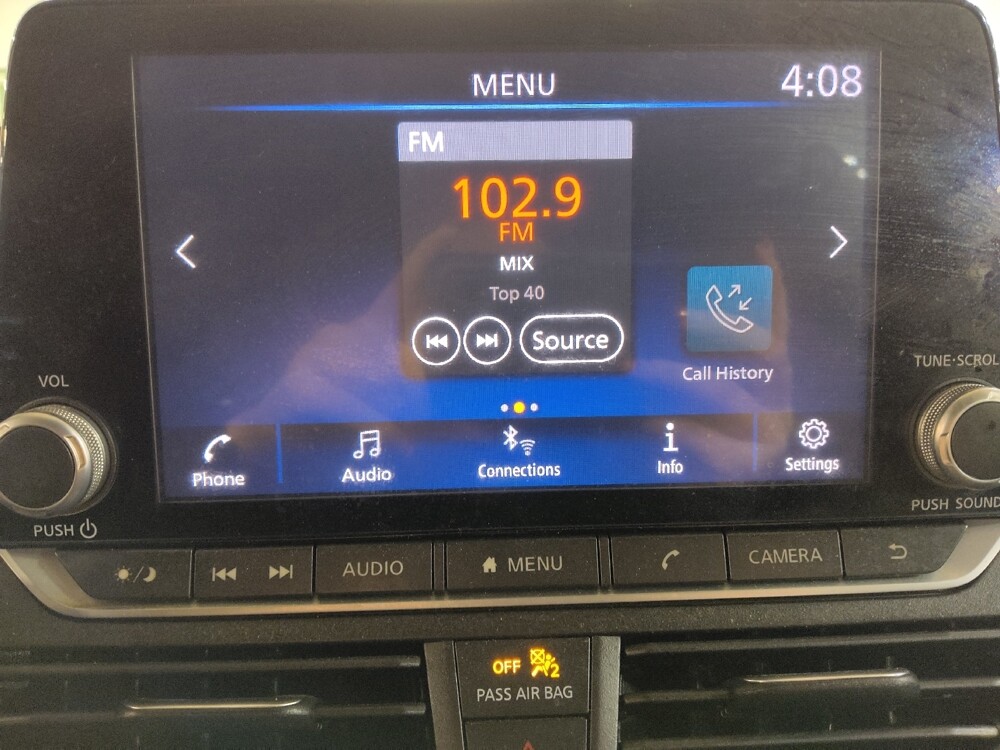 MENU
4:08
FM
102.9
FM
MIX
Top 40
Source
Call History
VOL
TUNE·SCROL
Phone
Audio
Connections
Info
Settings
PUSH
PUSH SOUND
AUDIO
MENU
CAMERA
OFF
2
PASS AIR BAG